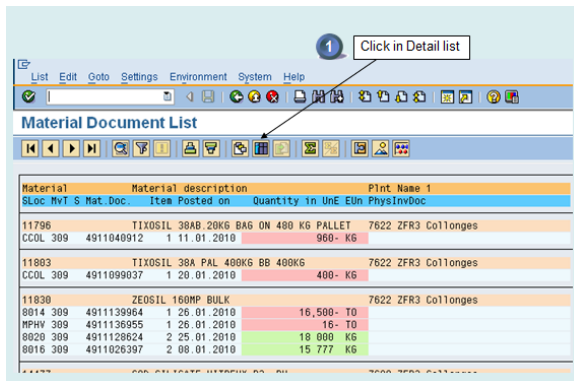 1 Click in Detail list
List Edit Goto Settings Environment System Help
Material Document List
Material Material description Plnt Name 1
SLoc MvT S Mat.Doc. Item Posted on Quantity in UnE EUn PhysInvDoc
11796 TIXOSIL 38AB.20KG BAG ON 480 KG PALLET 7622 ZFR3 Collonges
CCOL 309 4911040912 1 11.01.2010 960- KG
11803 TIXOSIL 38A PAL 400KG BB 400KG 7622 ZFR3 Collonges
CCOL 309 4911099037 1 20.01.2010 400- KG
11830 ZEOSIL 160MP BULK 7622 ZFR3 Collonges
8014 309 4911139964 1 26.01.2010 16,500- TO
MPHV 309 4911136955 1 26.01.2010 16- TO
8020 309 4911128624 2 25.01.2010 18 000 KG
8016 309 4911026397 2 08.01.2010 15 777 KG